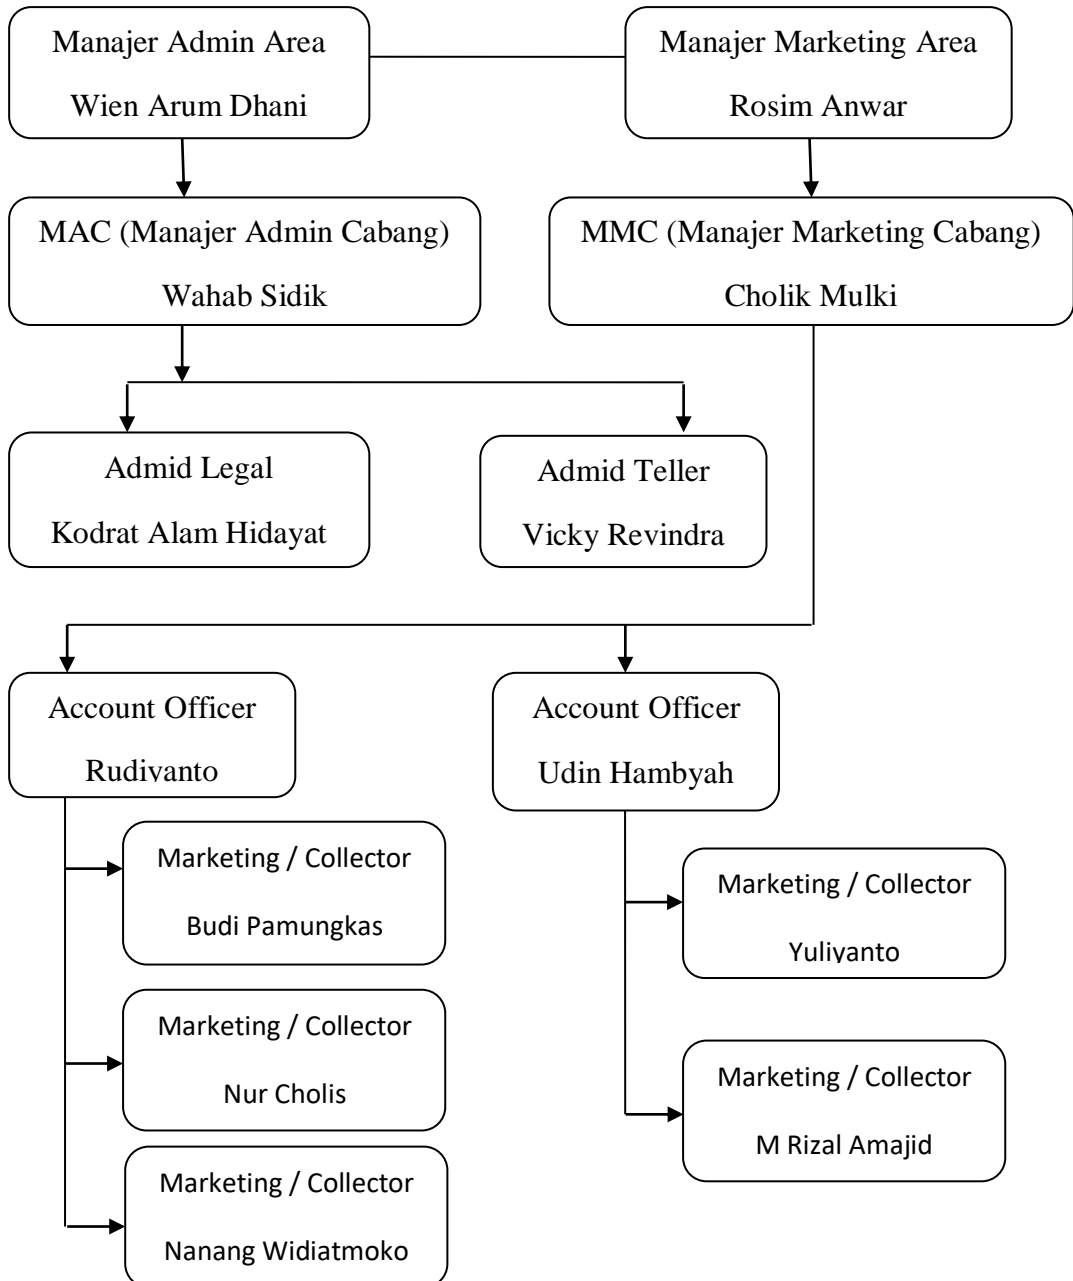 Manajer Admin Area
Wien Arum Dhani
Manajer Marketing Area
Rosim Anwar
MAC (Manajer Admin Cabang)
Wahab Sidik
MMC (Manajer Marketing Cabang)
Cholik Mulki
Admid Legal
Kodrat Alam Hidayat
Admid Teller
Vicky Revindra
Account Officer
Rudiyanto
Account Officer
Udin Hambyah
Marketing / Collector
Budi Pamungkas
Marketing / Collector
Nur Cholis
Marketing / Collector
Nanang Widiatmoko
Marketing / Collector
Yuliyanto
Marketing / Collector
M Rizal Amajid